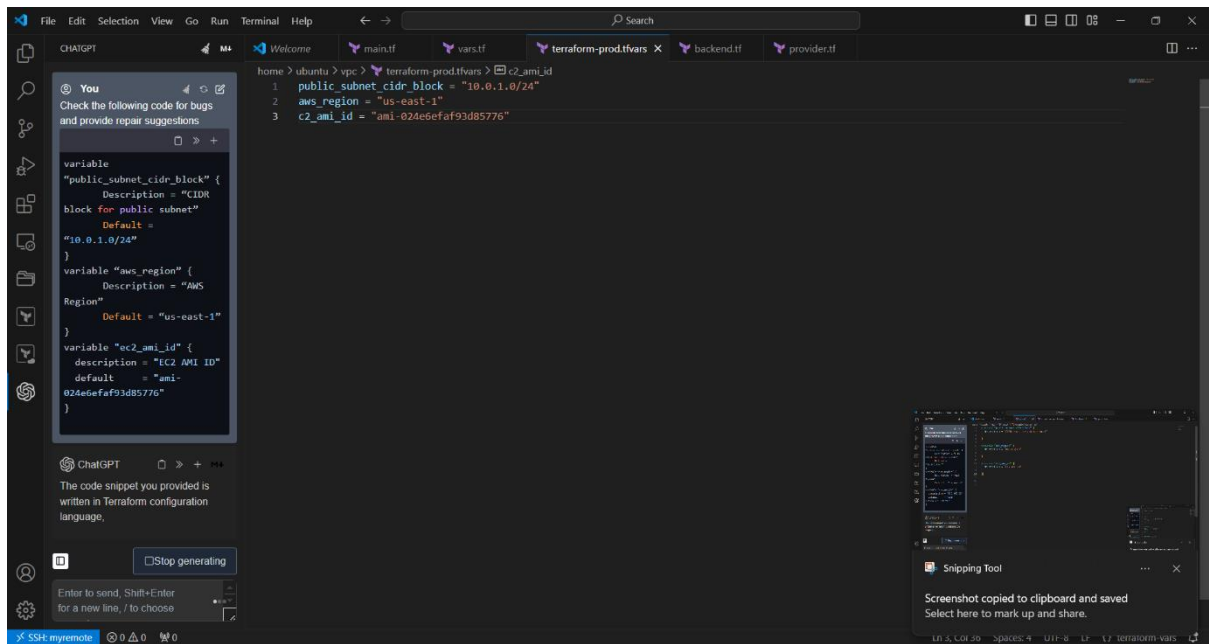 File Edit Selection View Go Run Terminal Help
Search
CHATGPT
Welcome
main.tf
vars.tf
terraform-prod.tfvars
backend.tf
provider.tf
home > ubuntu > vpc > terraform-prod.tfvars > c2_ami_id
1 public_subnet_cidr_block = "10.0.1.0/24"
2 aws_region = "us-east-1"
3 c2_ami_id = "ami-024e6efaf93d85776"
You
Check the following code for bugs
and provide repair suggestions
variable
“public_subnet_cidr_block” {
Description = “CIDR
block for public subnet”
Default =
“10.0.1.0/24”
}
variable “aws_region” {
Description = “AWS
Region”
Default = “us-east-1”
}
variable "ec2_ami_id" {
description = "EC2 AMI ID"
default = "ami-
024e6efaf93d85776"
}
ChatGPT
The code snippet you provided is
written in Terraform configuration
language,
Stop generating
Enter to send, Shift+Enter
for a new line, / to choose
Snipping Tool
Screenshot copied to clipboard and saved
Select here to mark up and share.
SSH: myremote
0 0 0
Ln 3, Col 36 Spaces: 4 UTF-8 LF terraform-vars